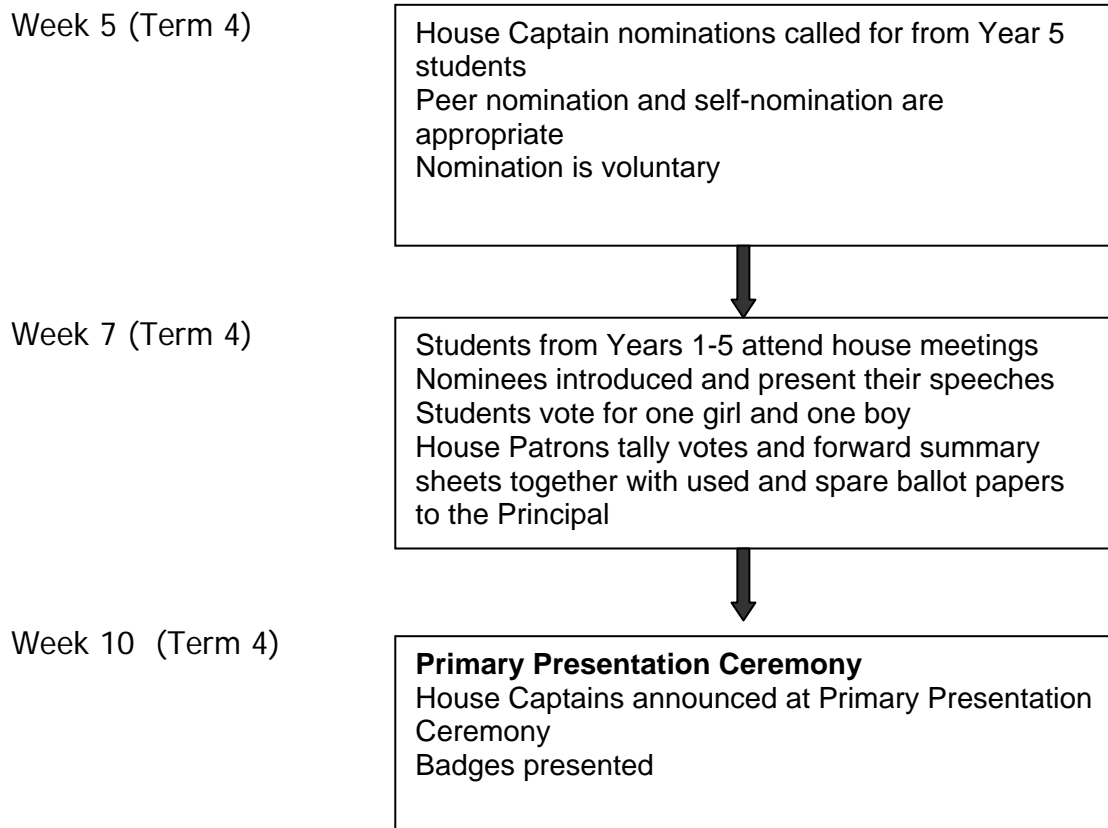 Week 5 (Term 4)
House Captain nominations called for from Year 5
students
Peer nomination and self-nomination are
appropriate
Nomination is voluntary
Week 7 (Term 4)
Students from Years 1-5 attend house meetings
Nominees introduced and present their speeches
Students vote for one girl and one boy
House Patrons tally votes and forward summary
sheets together with used and spare ballot papers
to the Principal
Week 10 (Term 4)
Primary Presentation Ceremony
House Captains announced at Primary Presentation
Ceremony
Badges presented